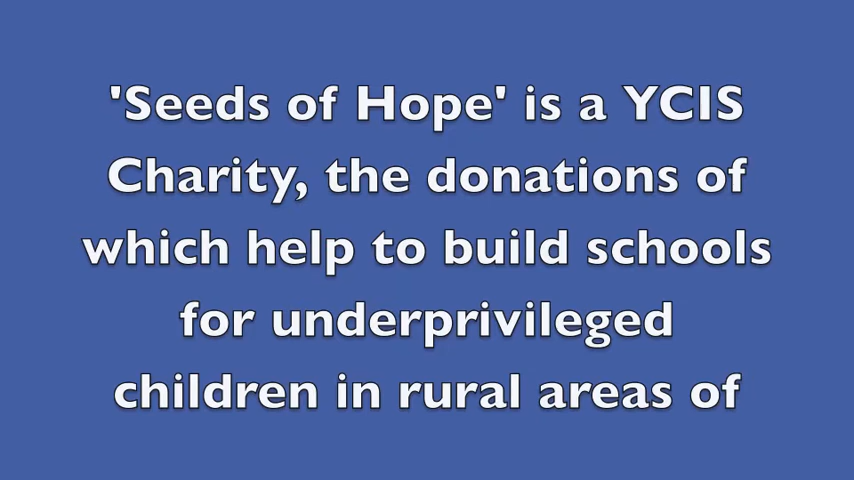 'Seeds of Hope' is a YCIS
Charity, the donations of
which help to build schools
for underprivileged
children in rural areas of